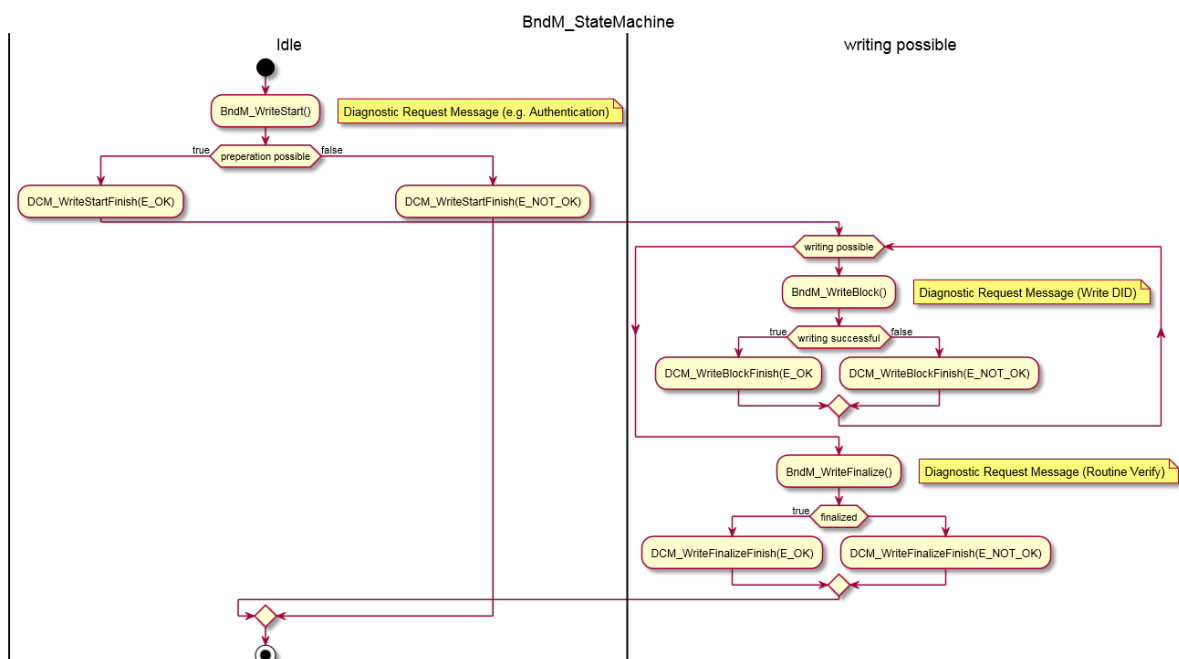 BndM_StateMachine
Idle
writing possible
BndM_WriteStart()
Diagnostic Request Message (e.g. Authentication)
true
preperation possible
false
DCM_WriteStartFinish(E_OK)
DCM_WriteStartFinish(E_NOT_OK)
writing possible
BndM_WriteBlock()
Diagnostic Request Message (Write DID)
true
writing successful
false
DCM_WriteBlockFinish(E_OK
DCM_WriteBlockFinish(E_NOT_OK)
BndM_WriteFinalize()
Diagnostic Request Message (Routine Verify)
true
finalized
DCM_WriteFinalizeFinish(E_OK)
DCM_WriteFinalizeFinish(E_NOT_OK)